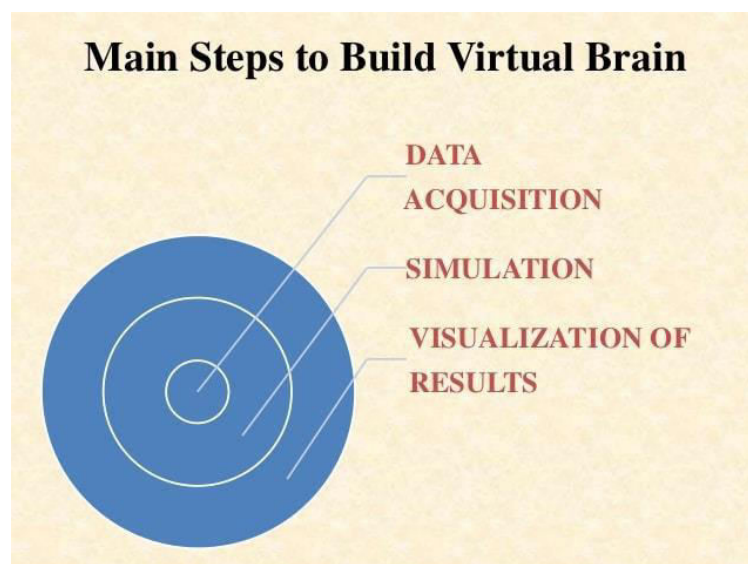 Main Steps to Build Virtual Brain
DATA
ACQUISITION
SIMULATION
VISUALIZATION OF
RESULTS